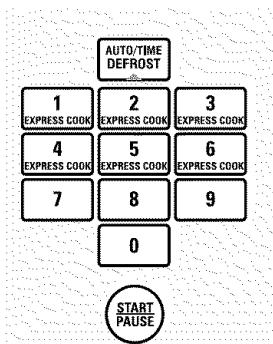 AUTO/TIME
DEFROST
1 2 3
EXPRESS COOK EXPRESS COOK EXPRESS COOK
4 5 6
EXPRESS COOK EXPRESS COOK EXPRESS COOK
7 8 9
0
START
PAUSE